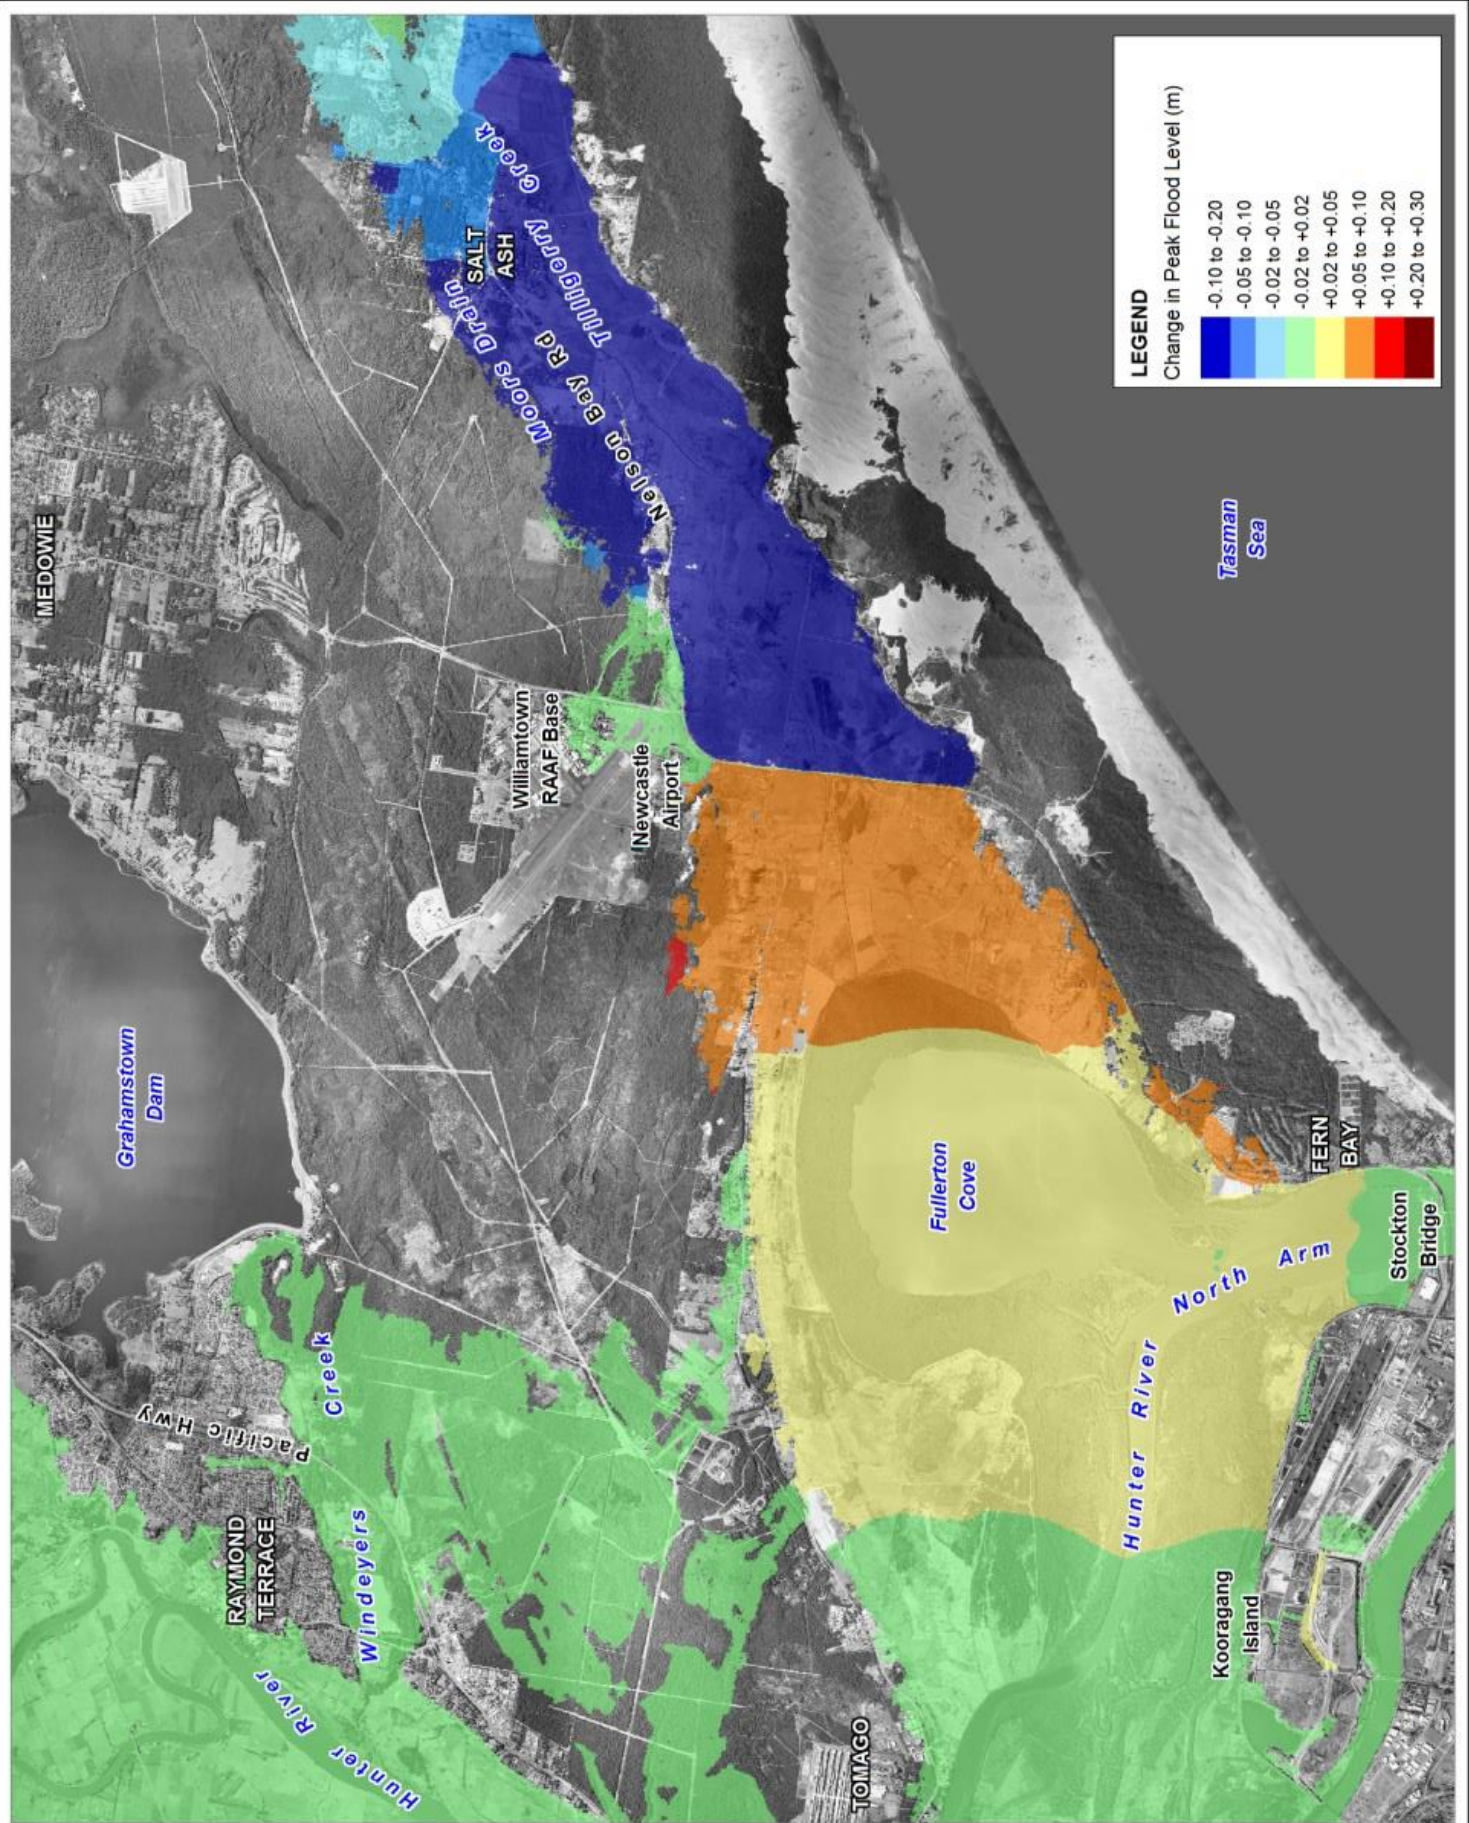 MEDOWIE
Grahamstown
Dam
Pacific Hwy
RAYMOND
TERRACE
Windeyers
Creek
Hunter River
TOMAGO
Williamtown
RAAF Base
Newcastle
Airport
SALT
ASH
Moors Drain
Nelson Bay Rd
Tilligerry Creek
Fullerton
Cove
Hunter River
North Arm
Kooragang
Island
FERN
BAY
Stockton
Bridge
Tasman
Sea
LEGEND
Change in Peak Flood Level (m)
-0.10 to -0.20
-0.05 to -0.10
-0.02 to -0.05
-0.02 to +0.02
+0.02 to +0.05
+0.05 to +0.10
+0.10 to +0.20
+0.20 to +0.30